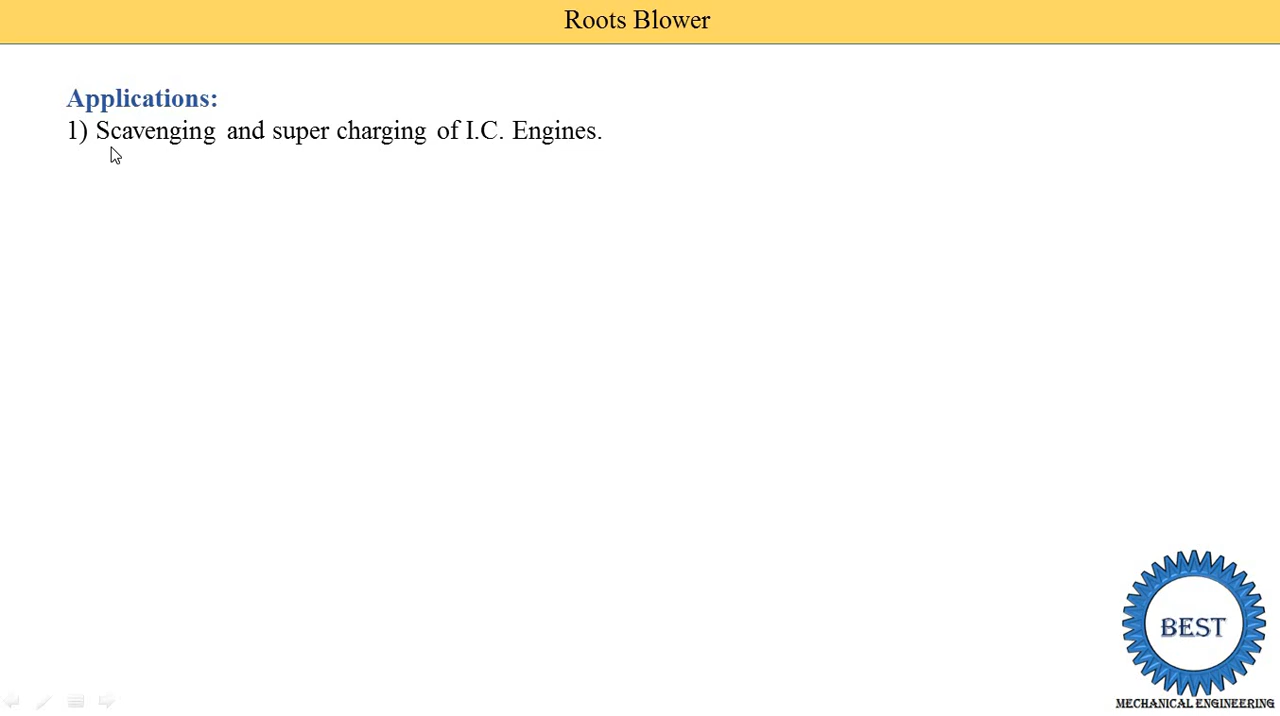 Roots Blower
Applications:
1) Scavenging and super charging of I.C. Engines.
BEST
MECHANICAL ENGINEERING